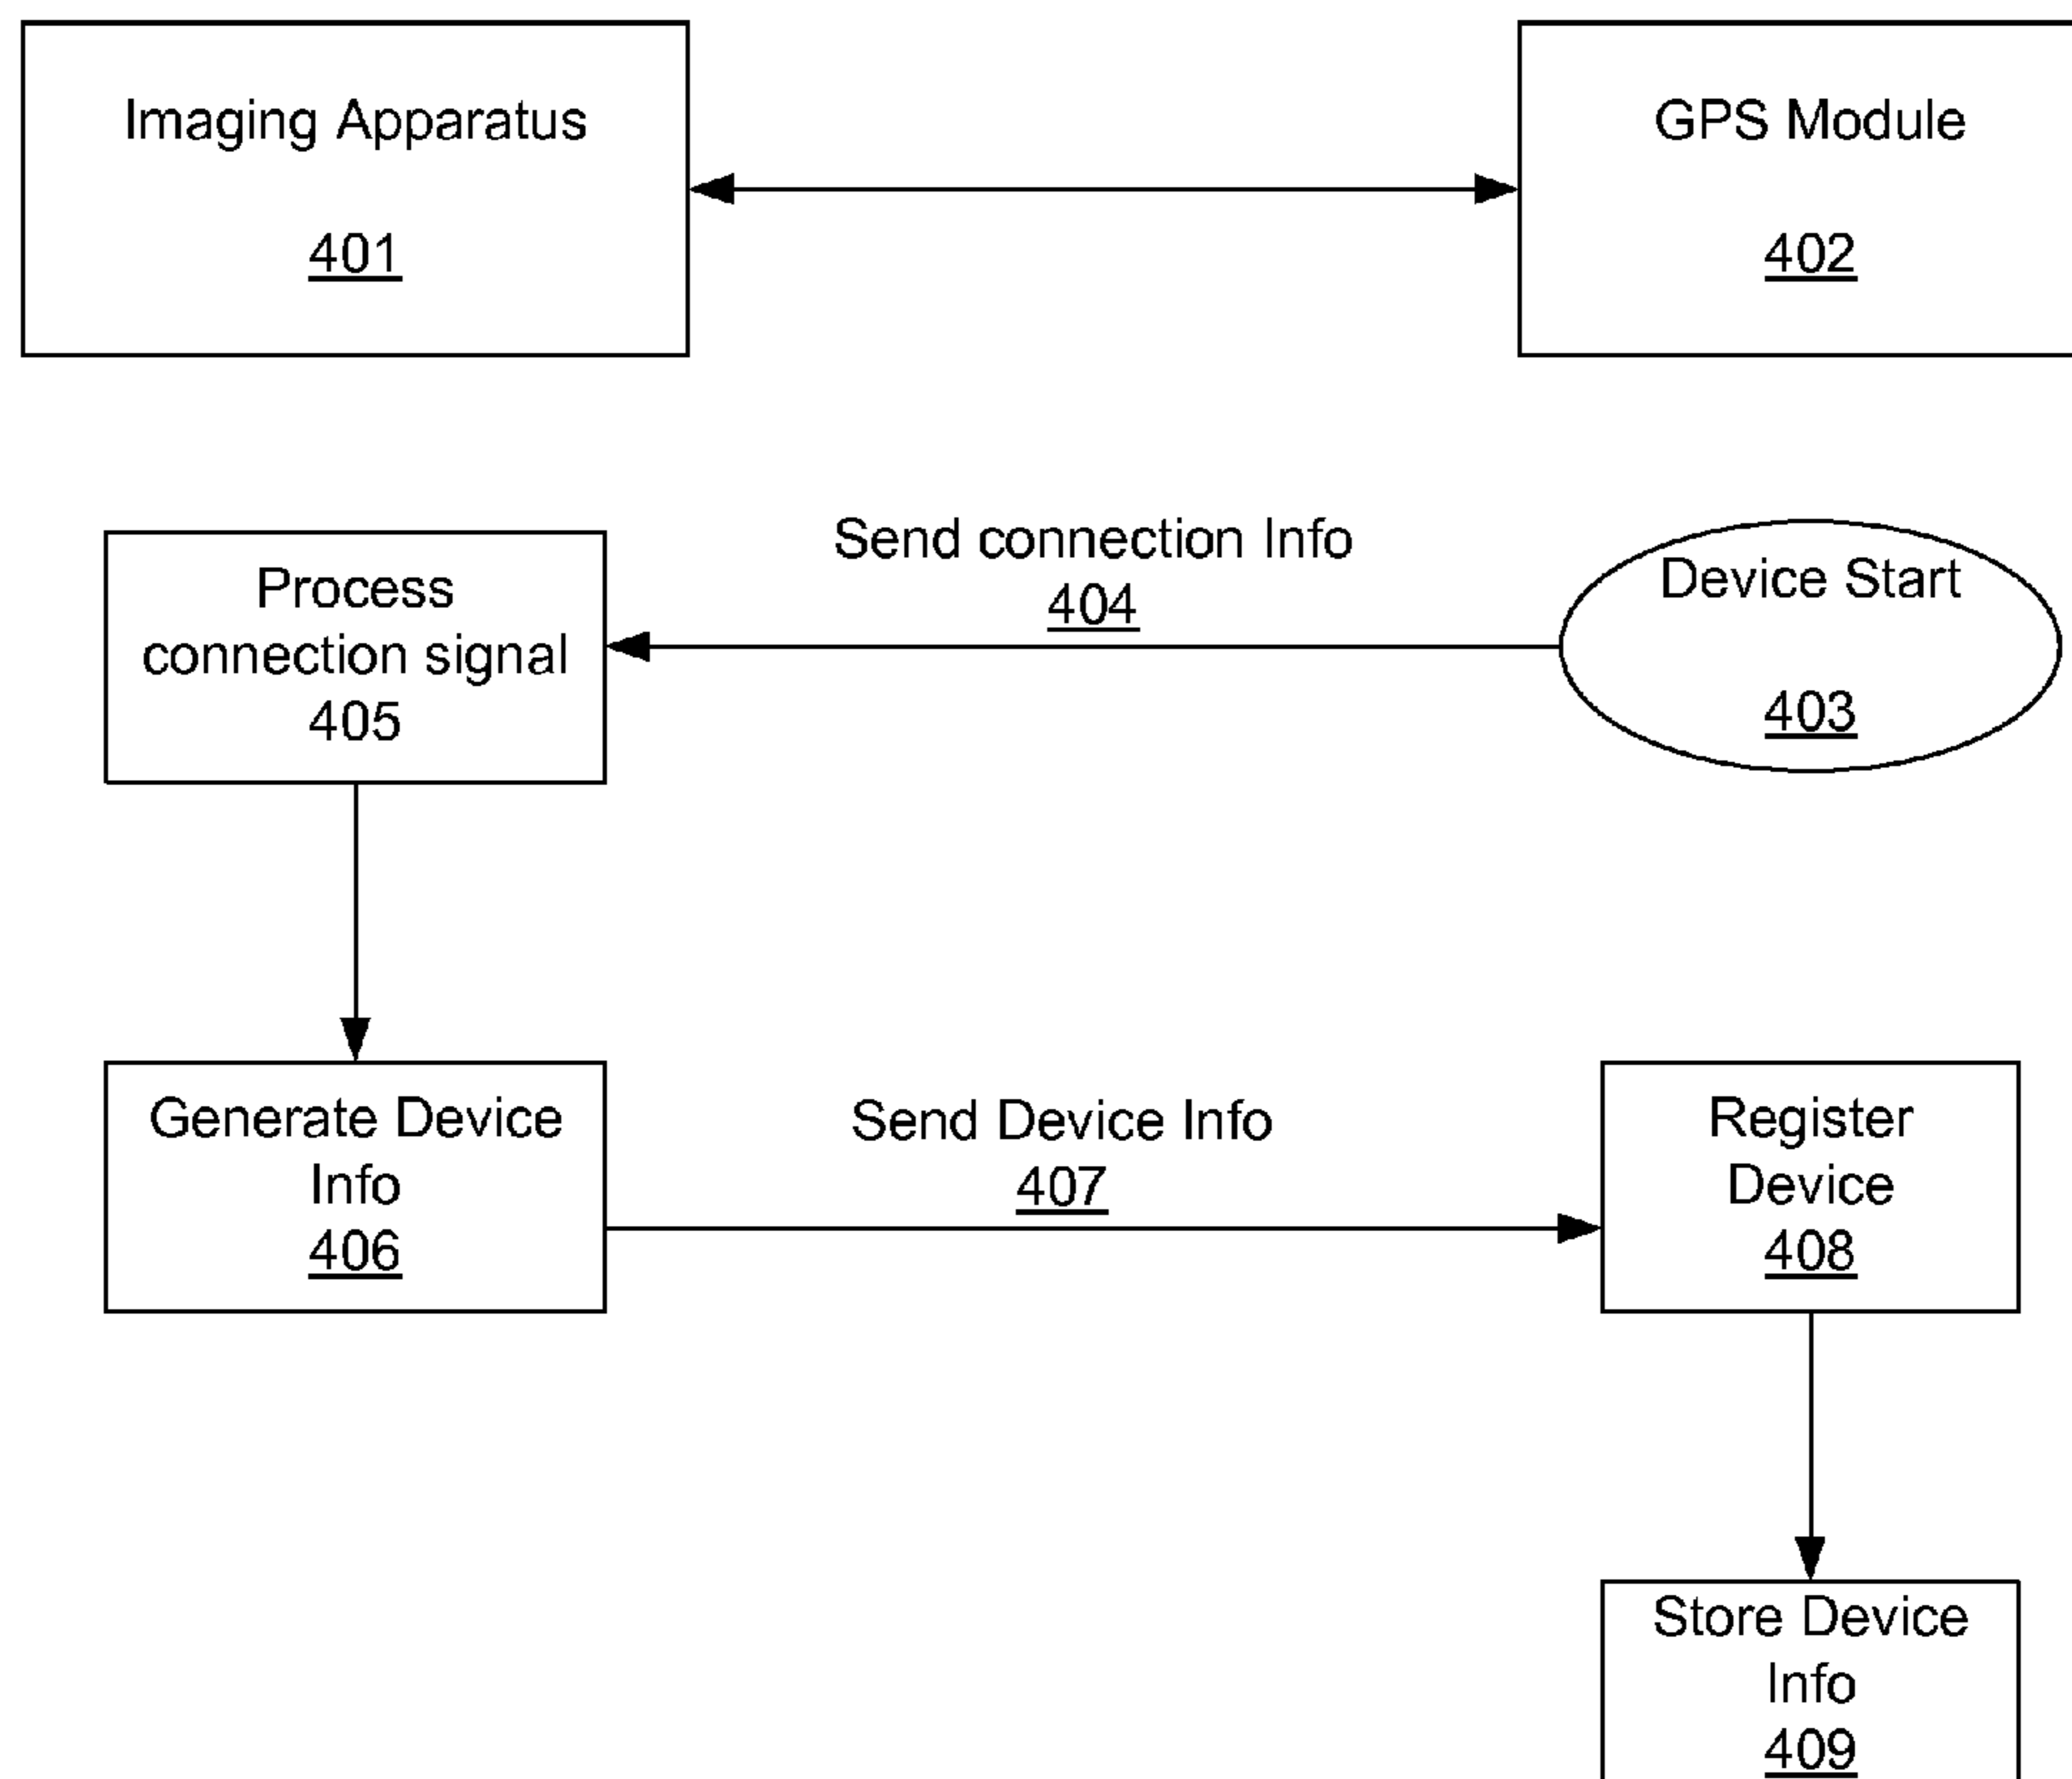 Imaging Apparatus
401
GPS Module
402
Send connection Info
404
Device Start
403
Process
connection signal
405
Generate Device
Info
406
Send Device Info
407
Register
Device
408
Store Device
Info
409